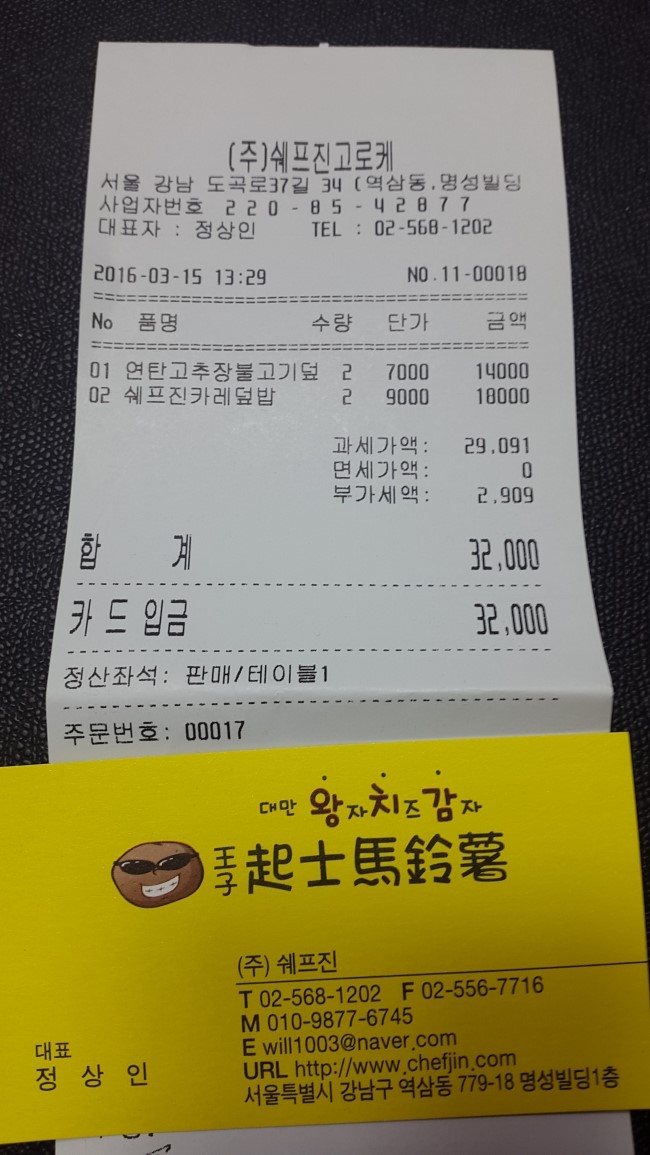 (주)쉐프진고로케
서울 강남 도곡로37길 34 (역삼동,명성빌딩
사업자번호 220-85-42877
대표자 : 정상인 TEL : 02-568-1202
2016-03-15 13:29 NO.11-00018
No 품명 수량 단가 금액
01 연탄고추장불고기덮 2 7000 14000
02 쉐프진카레덮밥 2 9000 18000
과세가액: 29,091
면세가액: 0
부가세액: 2,909
합 계 32,000
카드입금 32,000
정산좌석: 판매/테이블1
주문번호: 00017
대만 왕자치즈감자
王子起士馬鈴薯
(주) 쉐프진
T 02-568-1202 F 02-556-7716
M 010-9877-6745
E will1003@naver.com
URL http://www.chefjin.com
서울특별시 강남구 역삼동 779-18 명성빌딩1층
대표
정 상 인